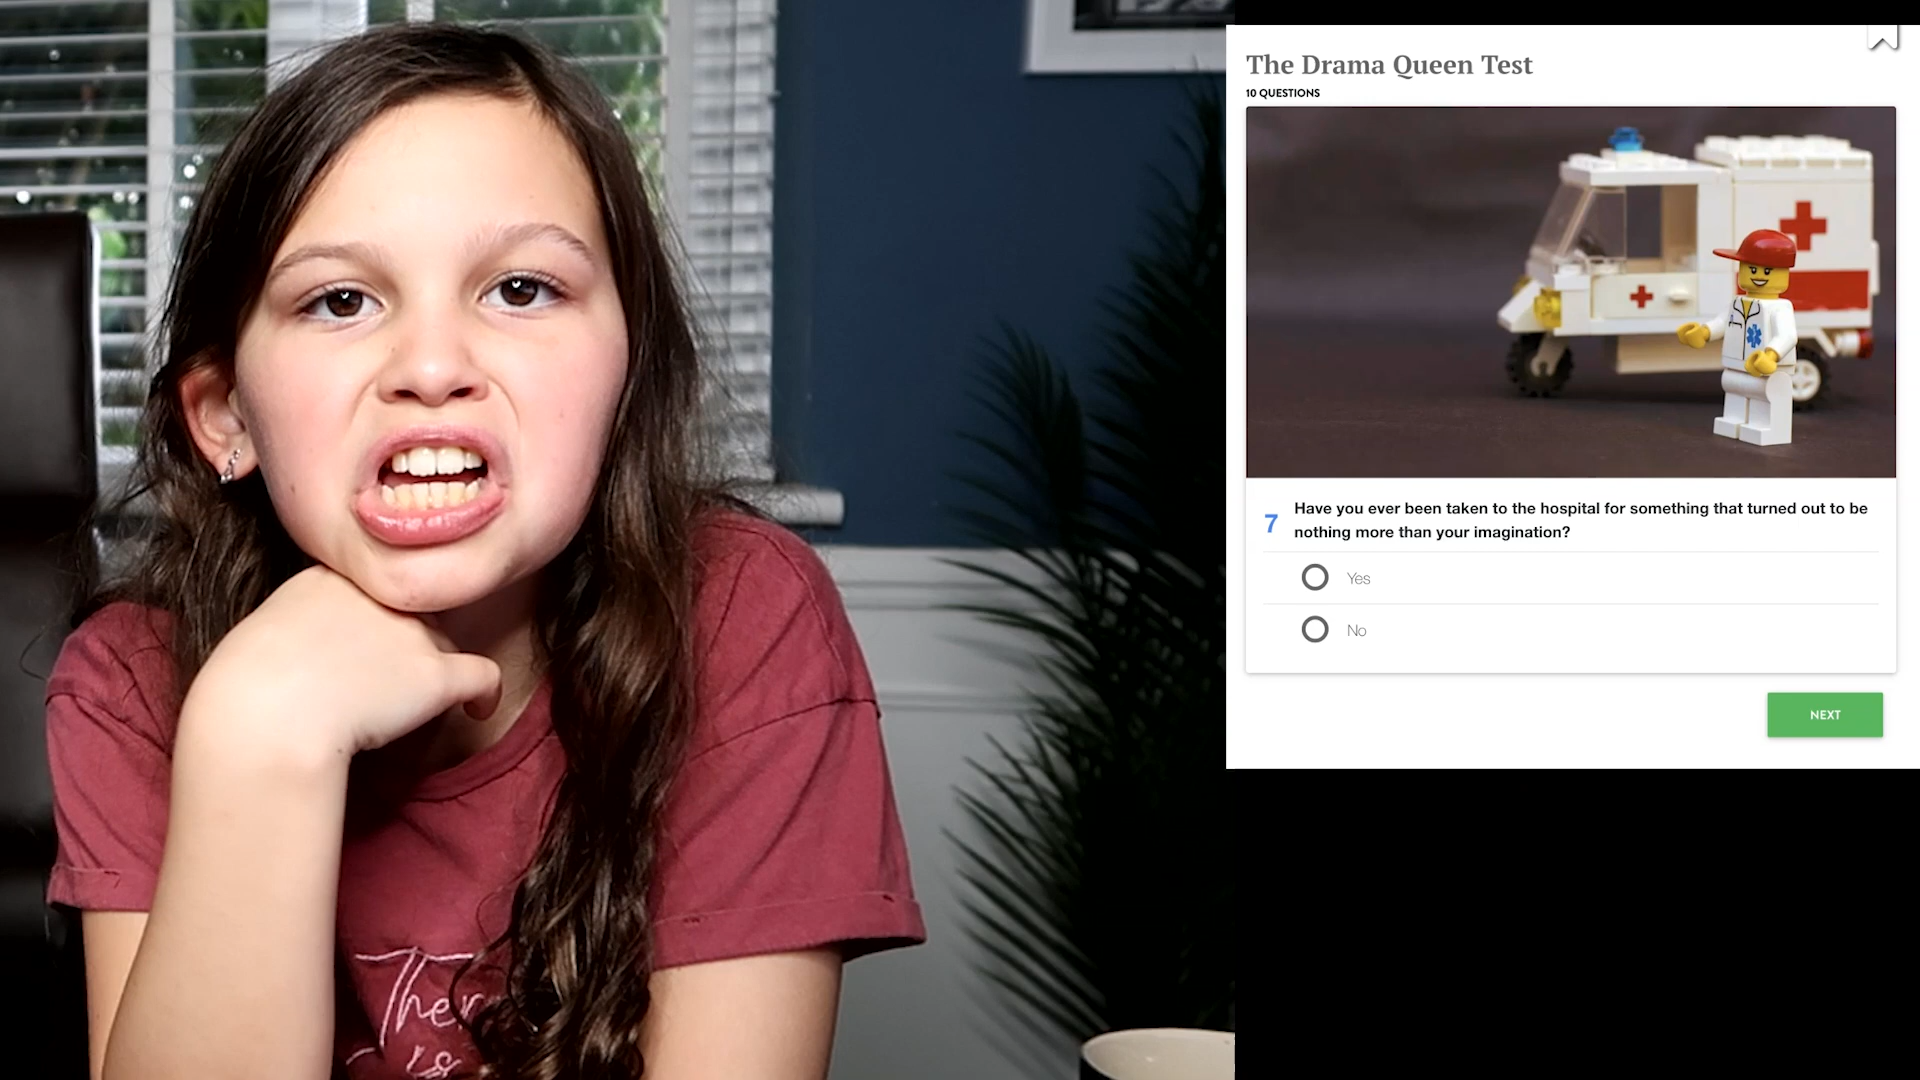 The Drama Queen Test
10 QUESTIONS
7
Have you ever been taken to the hospital for something that turned out to be
nothing more than your imagination?
Yes
No
NEXT
is